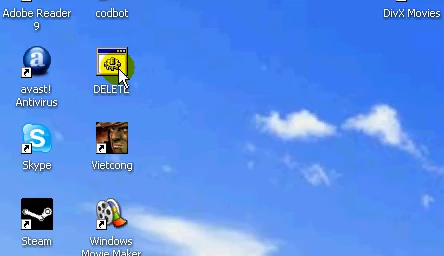 Adobe Reader
9
codbot
DivX Movies
avast!
Antivirus
DELETE
Skype
Vietcong
Steam
Windows
Movie Maker